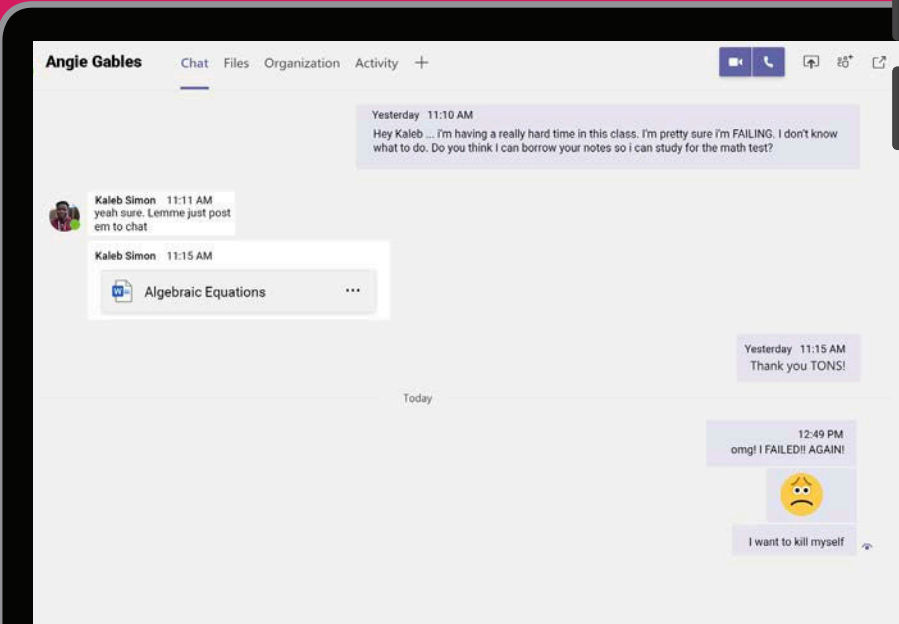 Angie Gables
Chat Files Organization Activity
Yesterday 11:10 AM
Hey Kaleb ... i'm having a really hard time in this class. I'm pretty sure i'm FAILING. I don't know
what to do. Do you think I can borrow your notes so i can study for the math test?
Kaleb Simon 11:11 AM
yeah sure. Lemme just post
em to chat
Kaleb Simon 11:15 AM
Algebraic Equations
Yesterday 11:15 AM
Thank you TONS!
Today
12:49 PM
omg! I FAILED!! AGAIN!
I want to kill myself